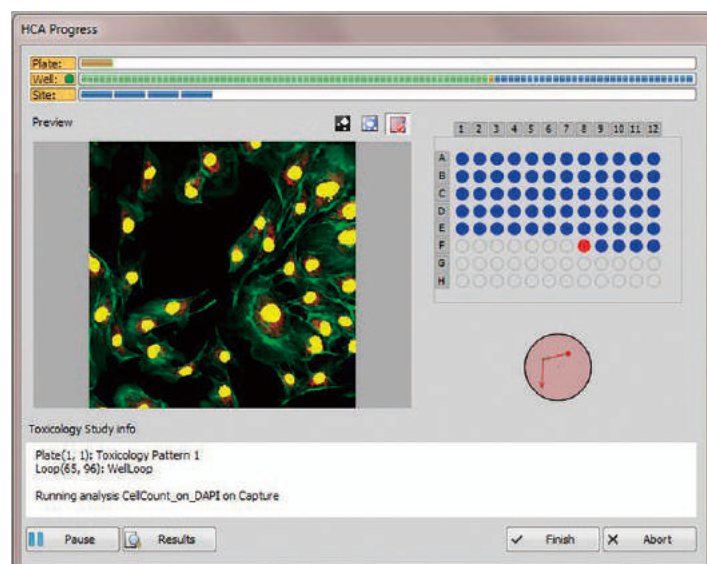 HCA Progress
Plate:
Well:
Site:
Preview
1 2 3 4 5 6 7 8 9 10 11 12
A
B
C
D
E
F
G
H
Toxicology Study info
Plate(1, 1): Toxicology Pattern 1
Loop(65, 96): WellLoop
Running analysis CellCount_on_DAPI on Capture
Pause Results Finish Abort